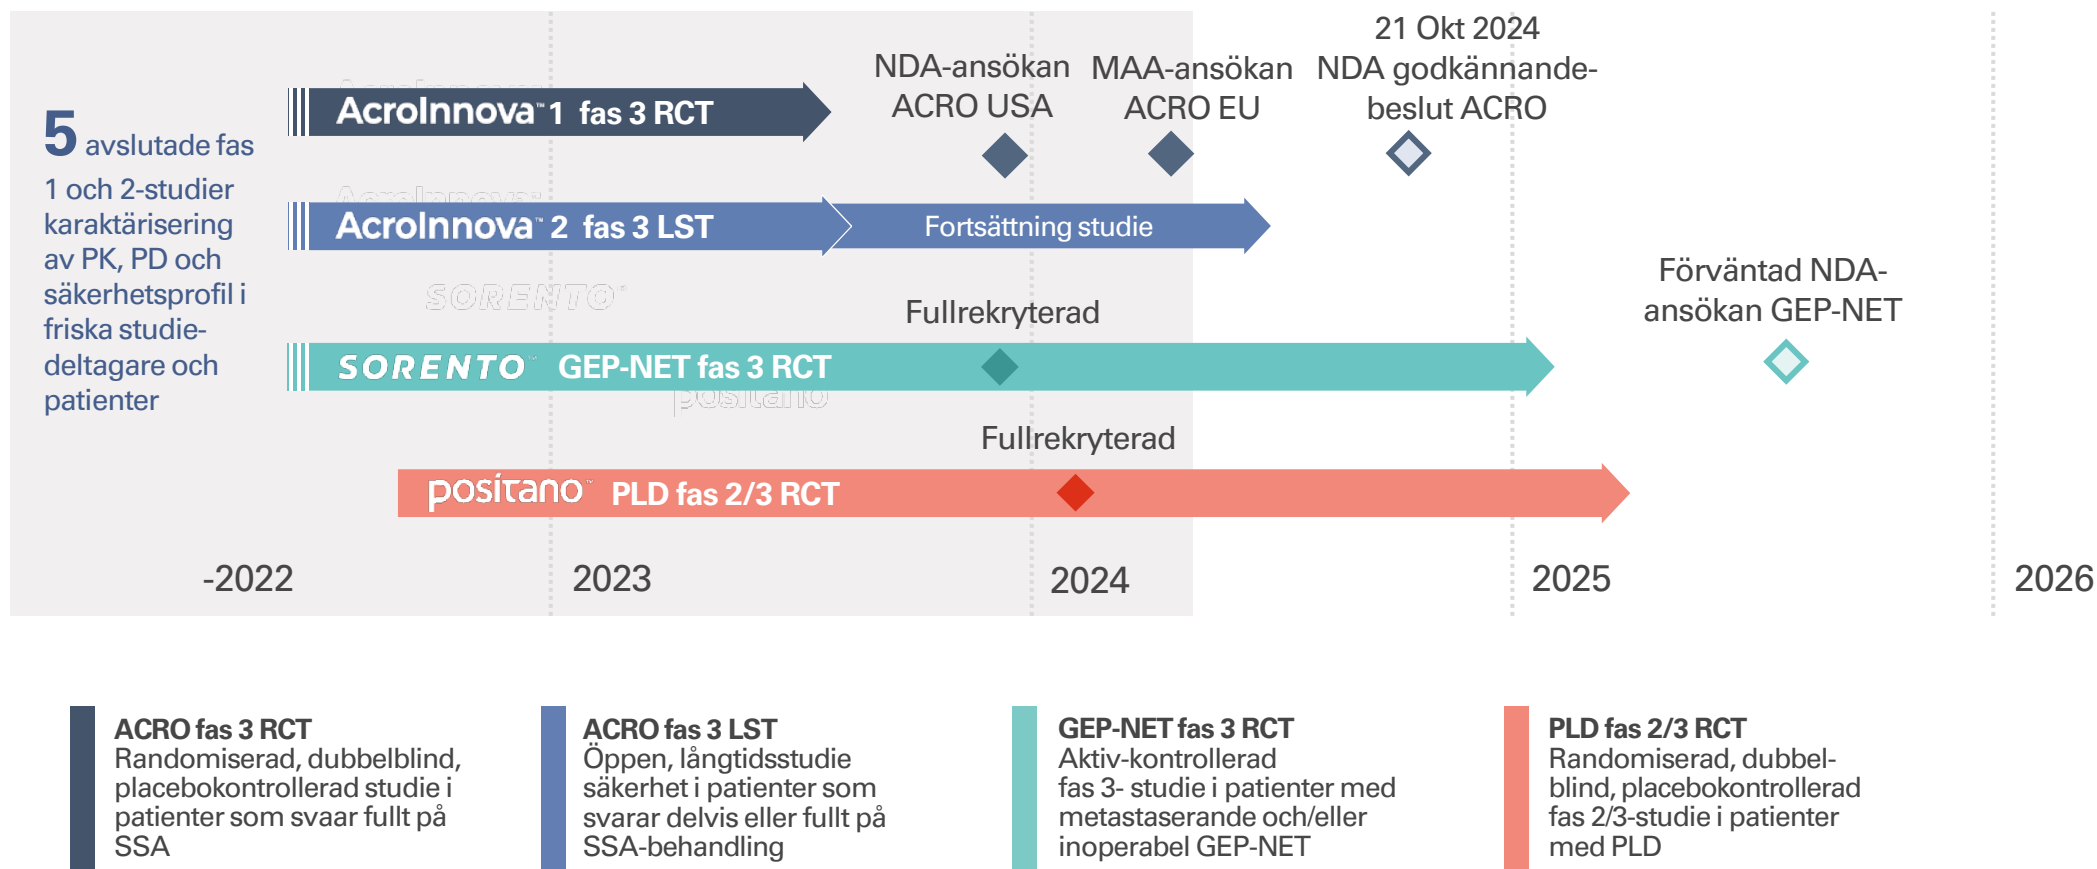 5 avslutade fas
1 och 2-studier
karaktärisering
av PK, PD och
säkerhetsprofil i
friska studie-
deltagare och
patienter
AcroInnova™ 1 fas 3 RCT
NDA-ansökan
ACRO USA
MAA-ansökan
ACRO EU
21 Okt 2024
NDA godkännande-
beslut ACRO
AcroInnova™ 2 fas 3 LST
Fortsättning studie
SORENTO™
Fullrekryterad
SORENTO™ GEP-NET fas 3 RCT
Förväntad NDA-
ansökan GEP-NET
positano
Fullrekryterad
positano™ PLD fas 2/3 RCT
-2022
2023
2024
2025
2026
ACRO fas 3 RCT
Randomiserad, dubbelblind,
placebokontrollerad studie i
patienter som svaar fullt på
SSA
ACRO fas 3 LST
Öppen, långtidsstudie
säkerhet i patienter som
svarar delvis eller fullt på
SSA-behandling
GEP-NET fas 3 RCT
Aktiv-kontrollerad
fas 3- studie i patienter med
metastaserande och/eller
inoperabel GEP-NET
PLD fas 2/3 RCT
Randomiserad, dubbel-
blind, placebokontrollerad
fas 2/3-studie i patienter
med PLD